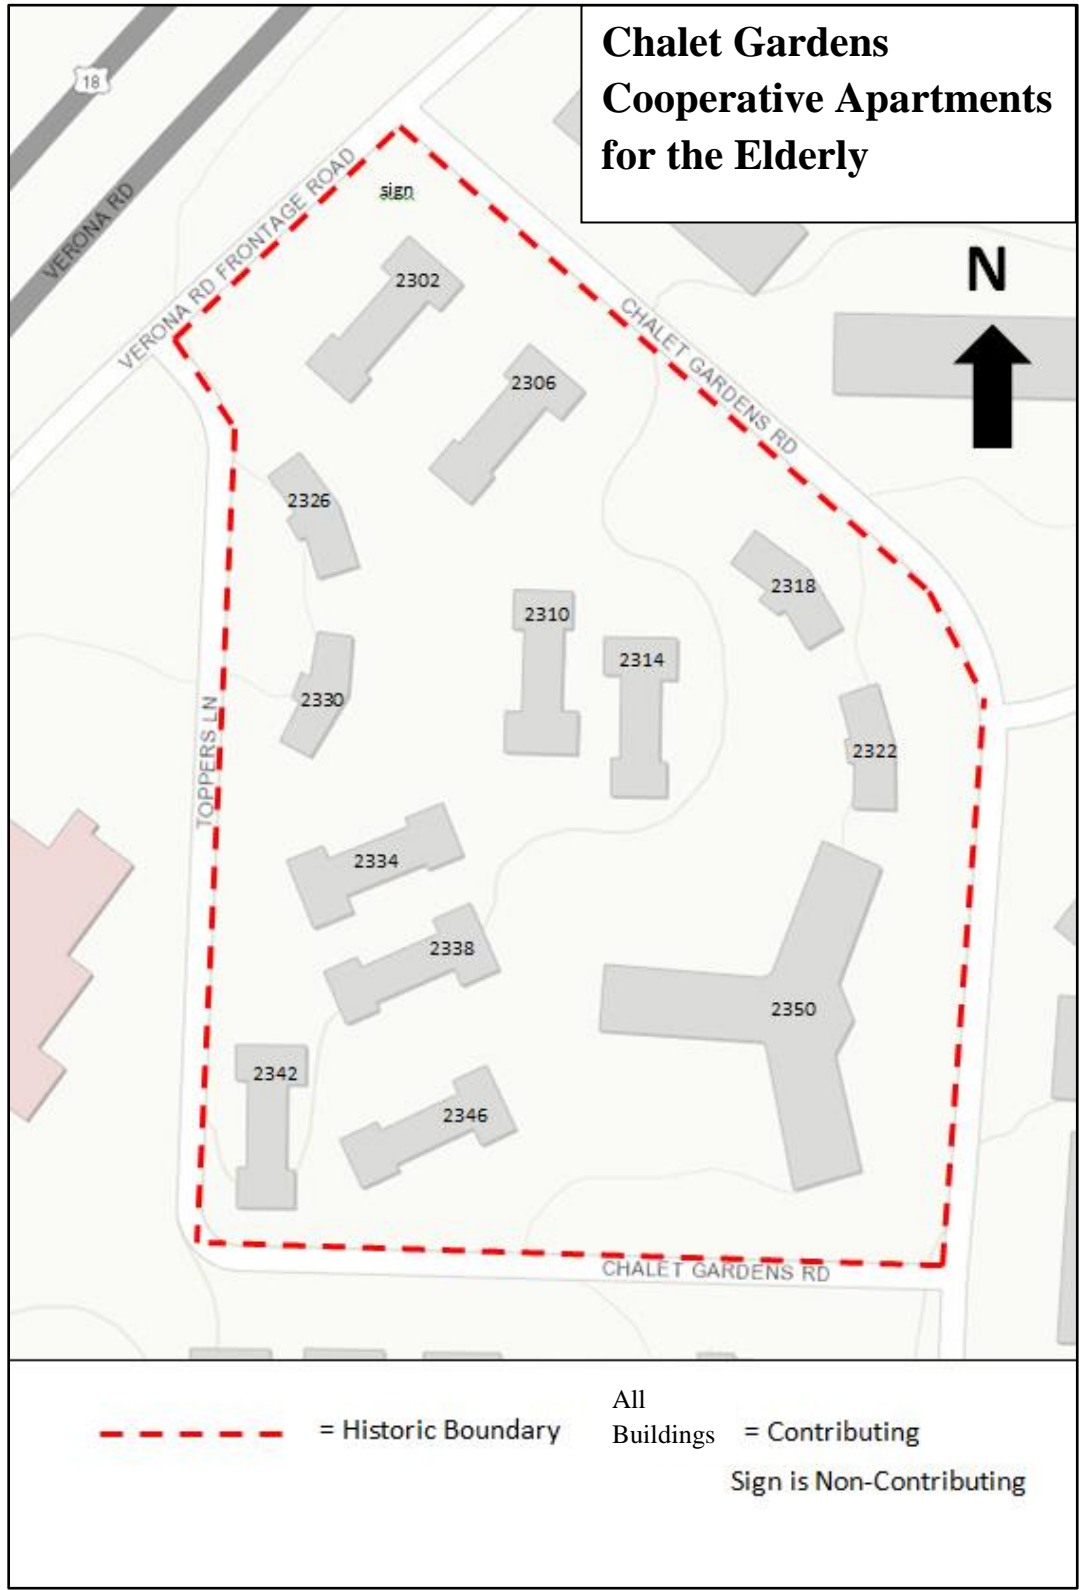 Chalet Gardens
Cooperative Apartments
for the Elderly
18
VERONA RD
VERONA RD FRONTAGE ROAD
sign
N
2302
CHALET GARDENS RD
2306
2326
2318
2310
2314
2330
2322
TOPPERS LN
2334
2338
2350
2342
2346
CHALET GARDENS RD
= Historic Boundary
All
Buildings = Contributing
Sign is Non-Contributing